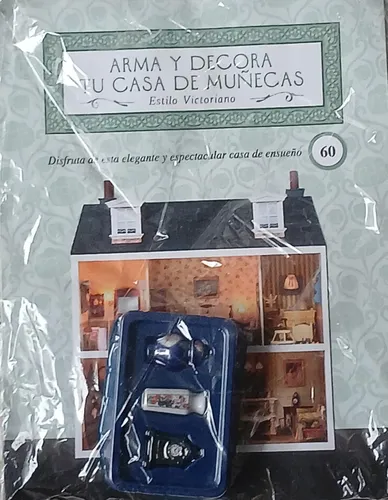 ARMA Y DECORA
TU CASA DE MUÑECAS
Estilo Victoriano
Disfruta de esta elegante y espectacular casa de ensueño
60